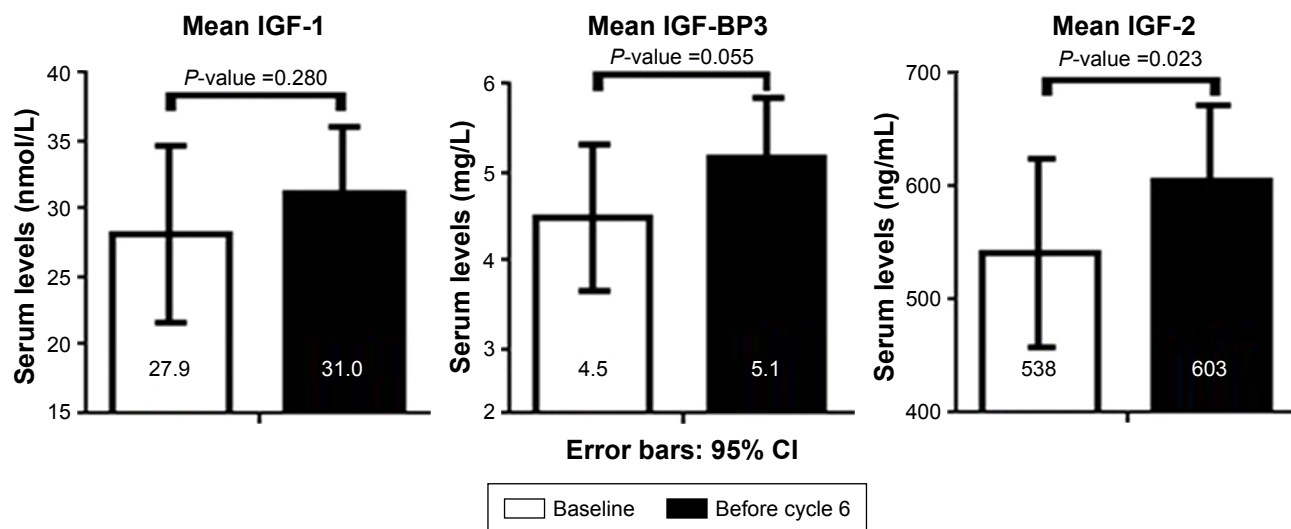 Mean IGF-1
P-value =0.280
Serum levels (nmol/L)
40
35
30
25
20
15
27.9
31.0
Mean IGF-BP3
P-value =0.055
Serum levels (mg/L)
6
5
4
3
2
4.5
5.1
Mean IGF-2
P-value =0.023
Serum levels (ng/mL)
700
600
500
400
538
603
Error bars: 95% CI
Baseline
Before cycle 6